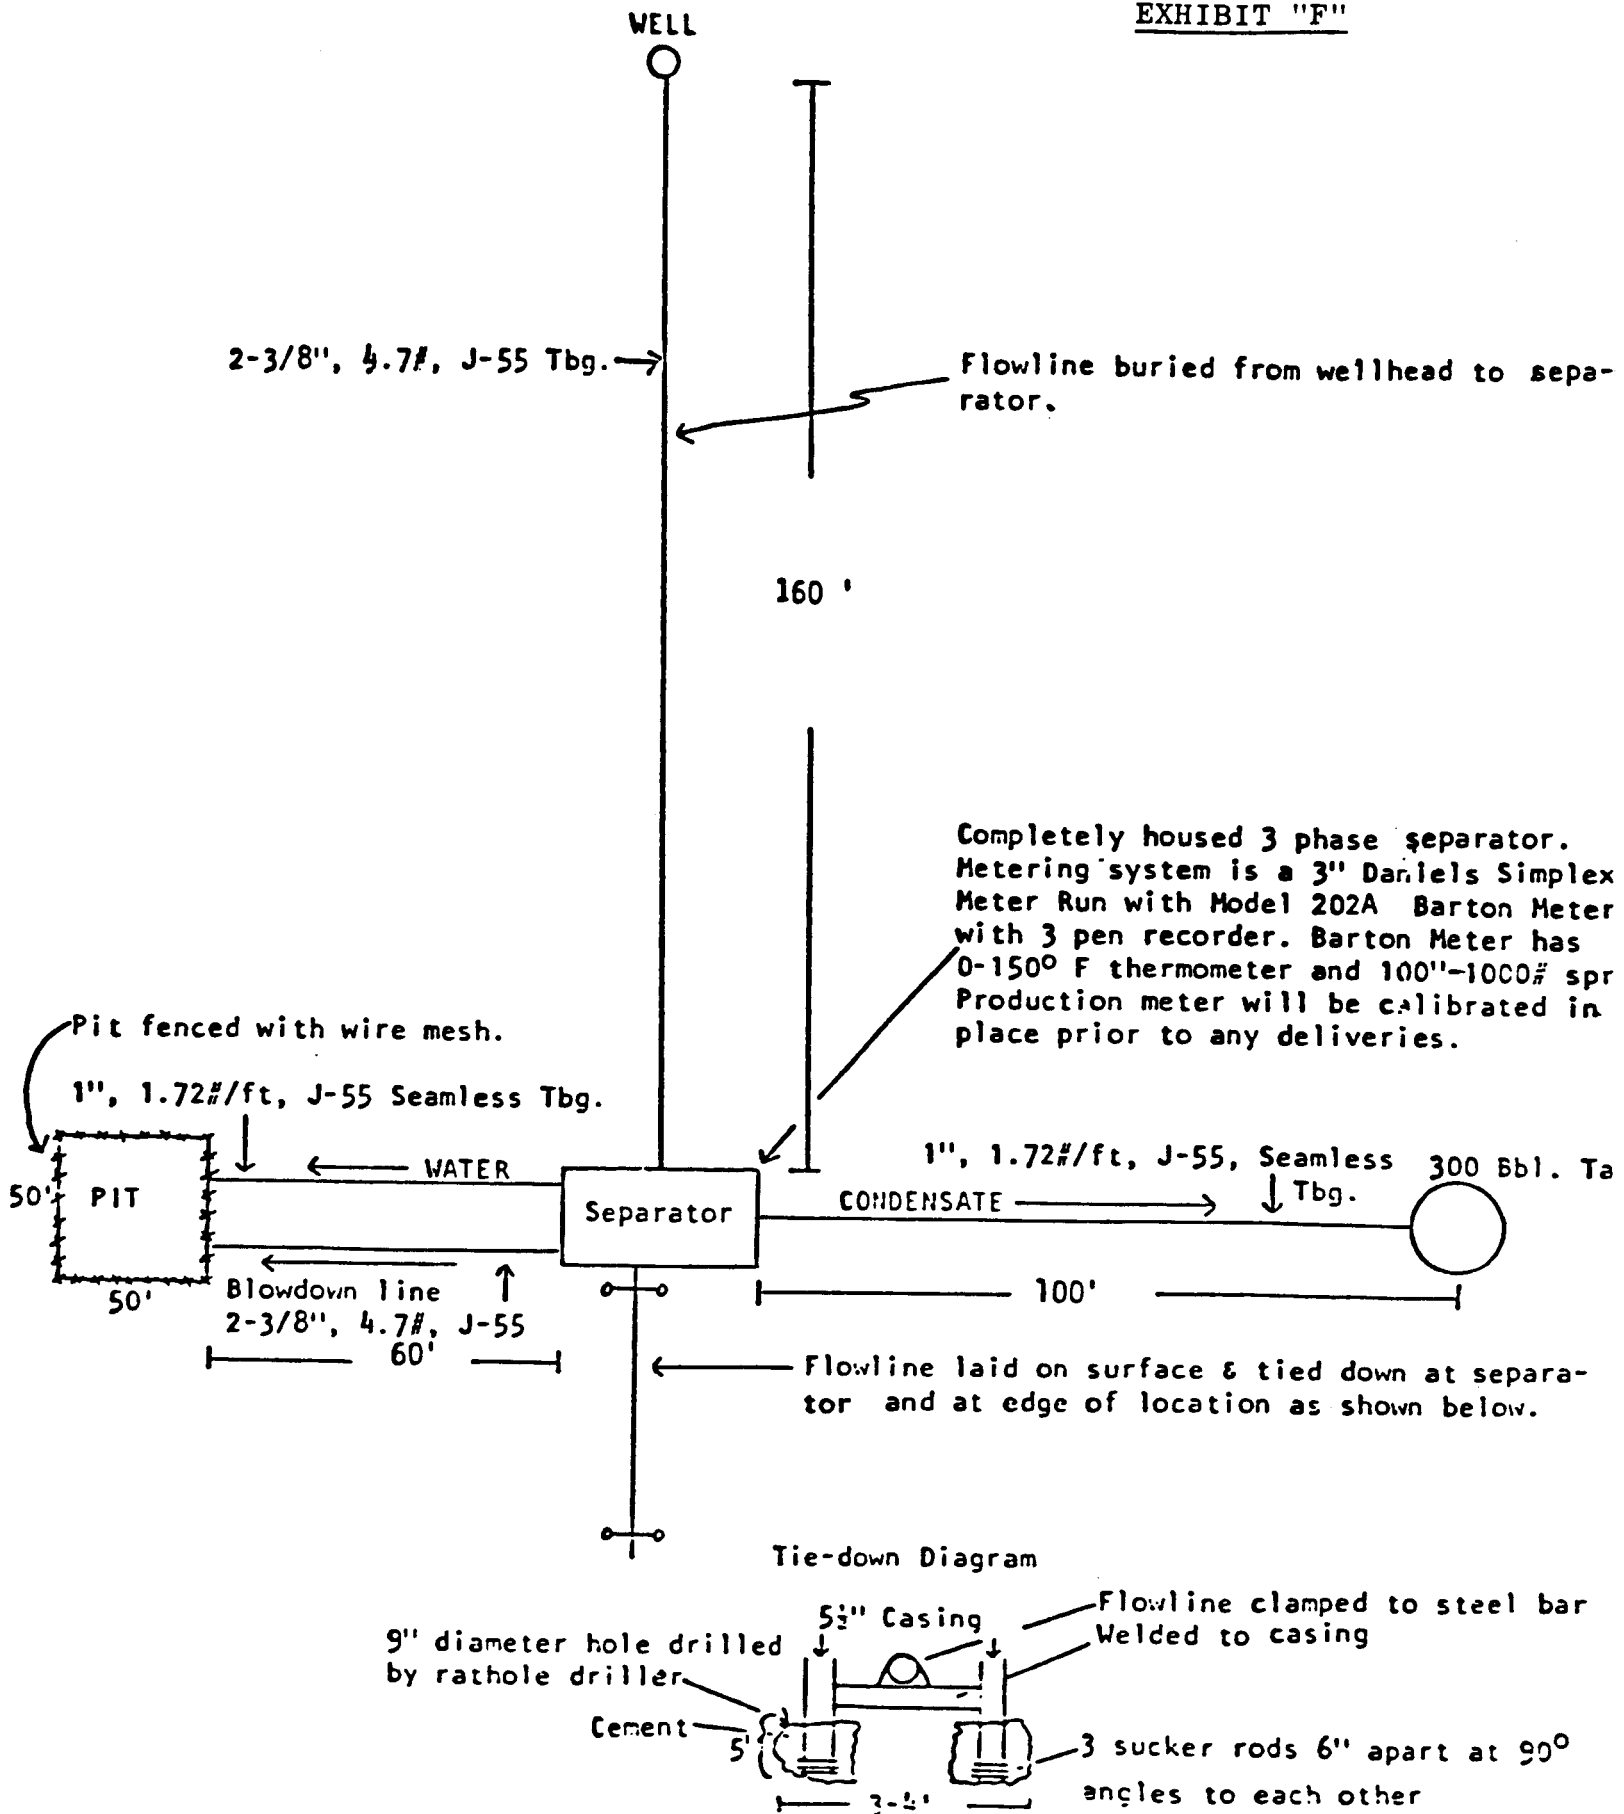 EXHIBIT "F"
WELL
2-3/8", 4.7#, J-55 Tbg.
Flowline buried from wellhead to sepa-
rator.
160 '
Completely housed 3 phase separator.
Metering system is a 3" Daniels Simplex
Meter Run with Model 202A Barton Meter
with 3 pen recorder. Barton Meter has
0-150° F thermometer and 100"-1000# spr
Production meter will be calibrated in
place prior to any deliveries.
Pit fenced with wire mesh.
1", 1.72#/ft, J-55 Seamless Tbg.
WATER
50'
PIT
50'
Separator
1", 1.72#/ft, J-55, Seamless
Tbg.
300 Bbl. Ta
CONDENSATE
Blowdown line
2-3/8", 4.7#, J-55
60'
100'
Flowline laid on surface & tied down at separa-
tor and at edge of location as shown below.
Tie-down Diagram
5½" Casing
Flowline clamped to steel bar
Welded to casing
9" diameter hole drilled
by rathole driller
Cement
5'
3 sucker rods 6" apart at 90°
angles to each other
3-4'